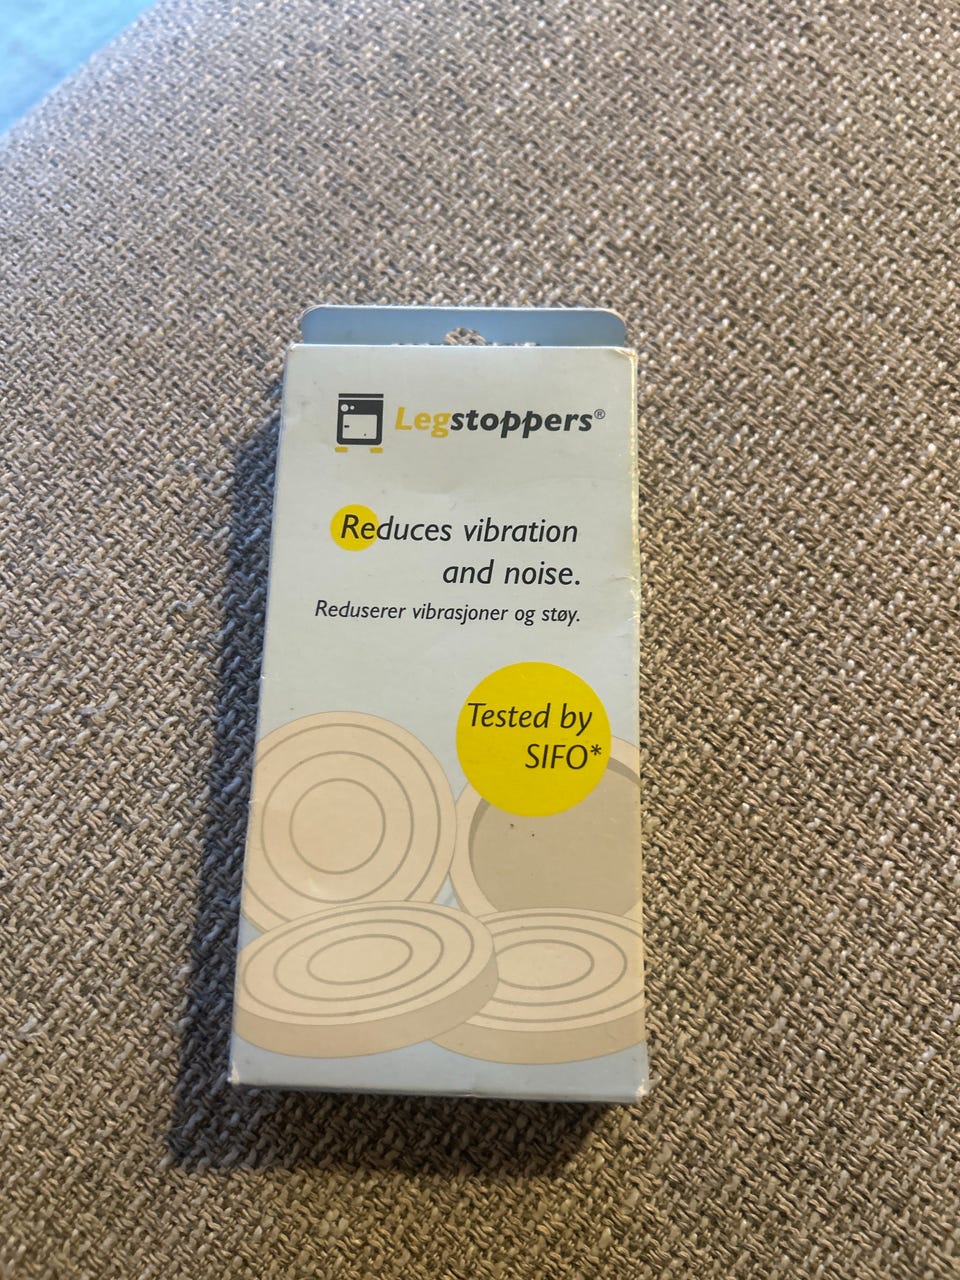 Legstoppers®
Reduces vibration
and noise.
Reduserer vibrasjoner og støy.
Tested by
SIFO*